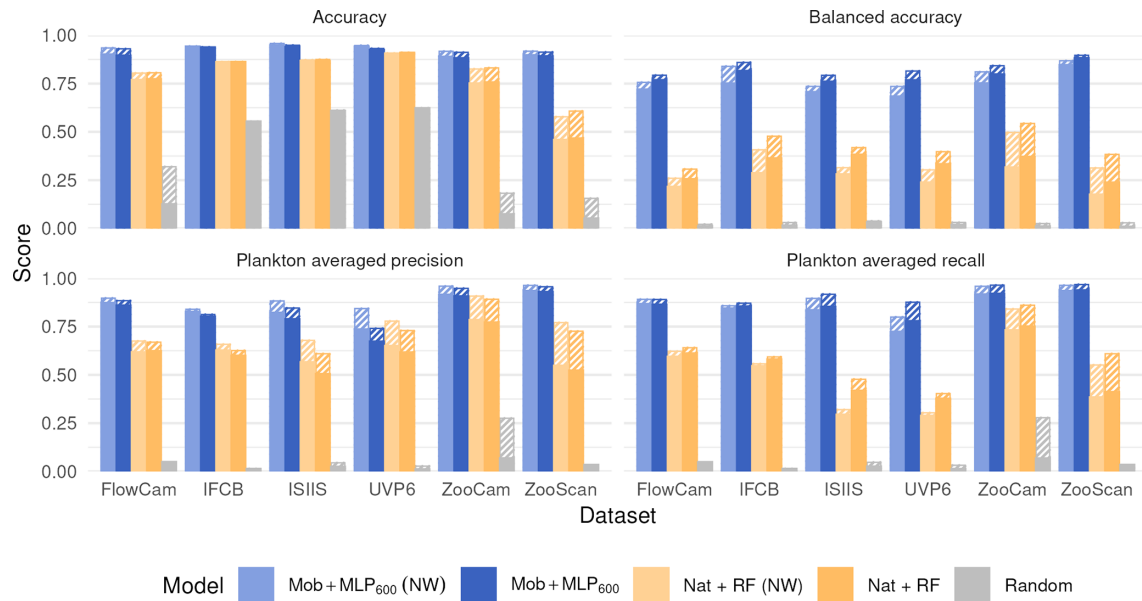 Accuracy
Balanced accuracy
1.00
0.75
0.50
0.25
0.00
Plankton averaged precision
Plankton averaged recall
1.00
0.75
0.50
0.25
0.00
Score
FlowCam IFCB ISIIS UVP6 ZooCam ZooScan
FlowCam IFCB ISIIS UVP6 ZooCam ZooScan
Dataset
Model Mob + MLP600 (NW) Mob + MLP600 Nat + RF (NW) Nat + RF Random